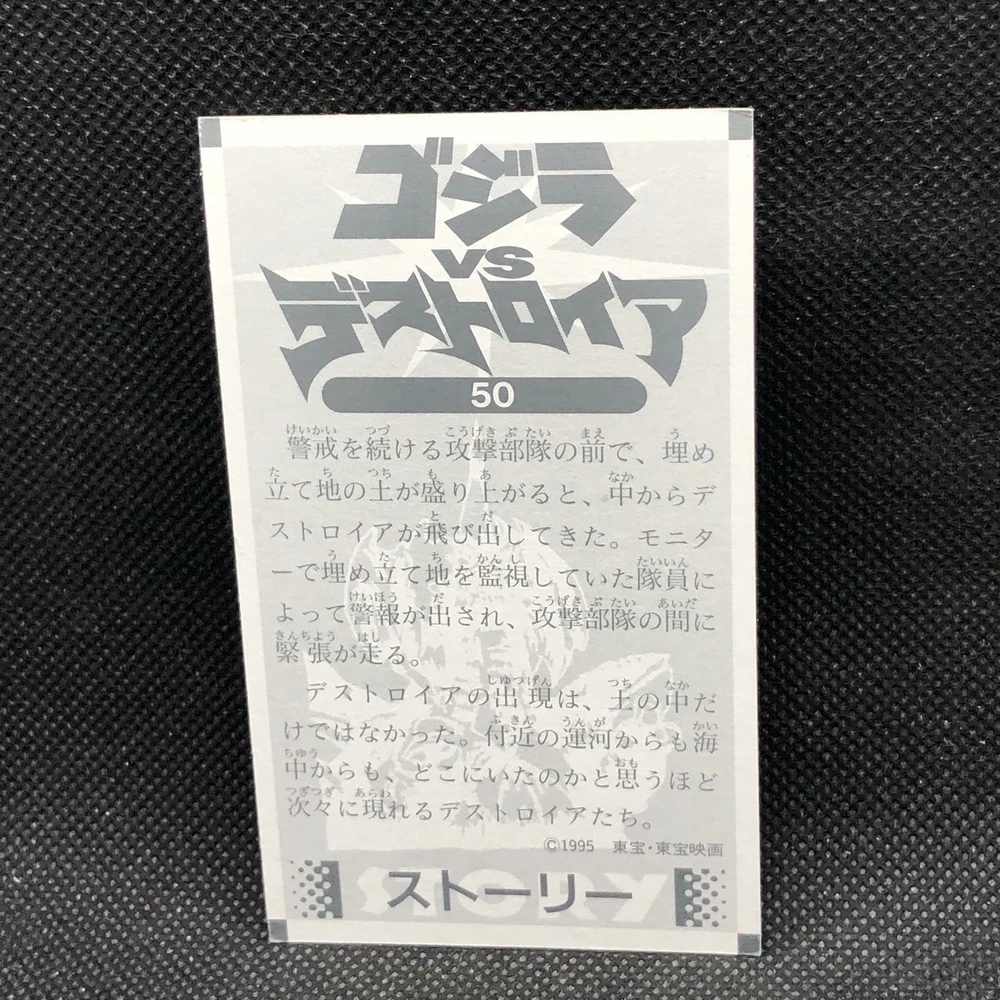 ゴジラ
VS
デストロイア
50
警戒を続ける攻撃部隊の前で、埋め
立て地の土が盛り上がると、中からデ
ストロイアが飛び出してきた。モニタ
ーで埋め立て地を監視していた隊員に
よって警報が出され、攻撃部隊の間に
緊張が走る。
デストロイアの出現は、土の中だ
けではなかった。付近の運河からも海
中からも、どこにいたのかと思うほど
次々に現れるデストロイアたち。
©1995 東宝・東宝映画
STORY
ストーリー